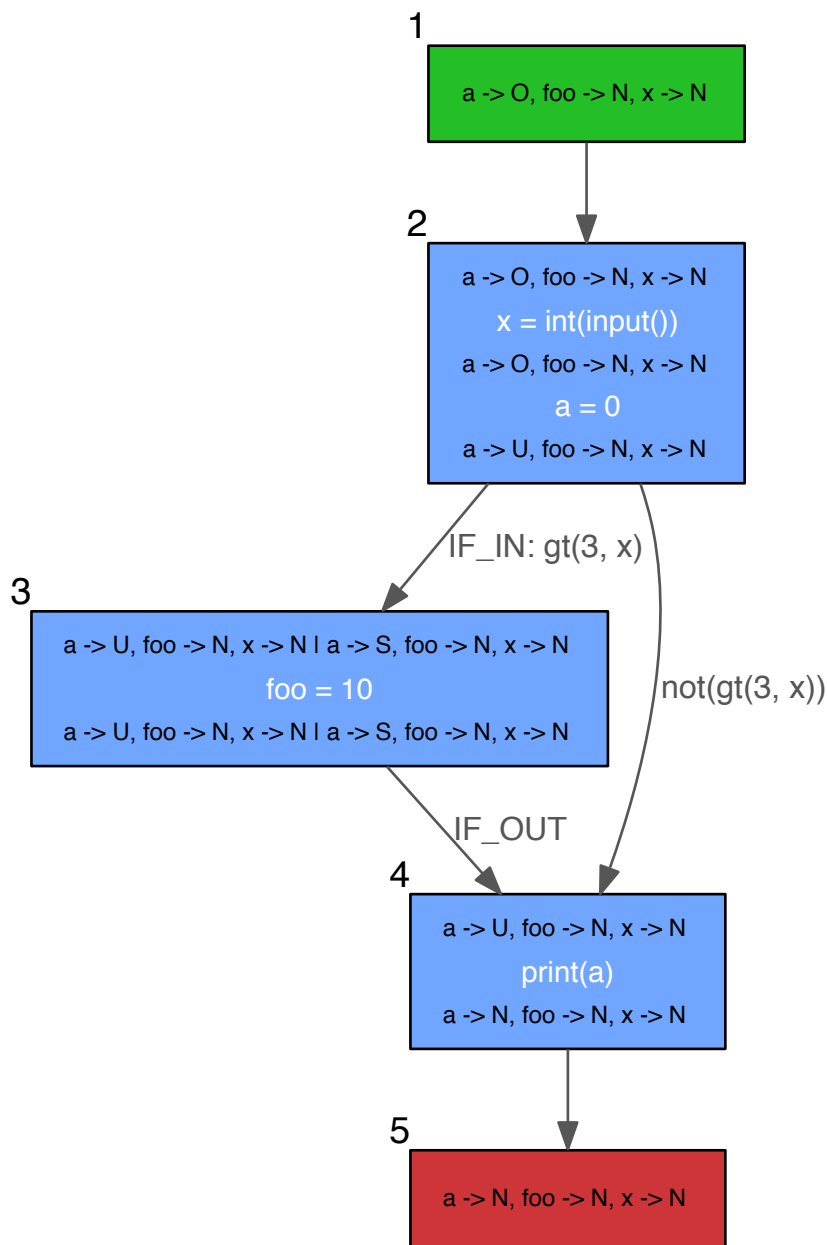 1
a -> O, foo -> N, x -> N
2
a -> O, foo -> N, x -> N
x = int(input())
a -> O, foo -> N, x -> N
a = 0
a -> U, foo -> N, x -> N
IF_IN: gt(3, x)
3
a -> U, foo -> N, x -> N | a -> S, foo -> N, x -> N
foo = 10
a -> U, foo -> N, x -> N | a -> S, foo -> N, x -> N
not(gt(3, x))
IF_OUT
4
a -> U, foo -> N, x -> N
print(a)
a -> N, foo -> N, x -> N
5
a -> N, foo -> N, x -> N